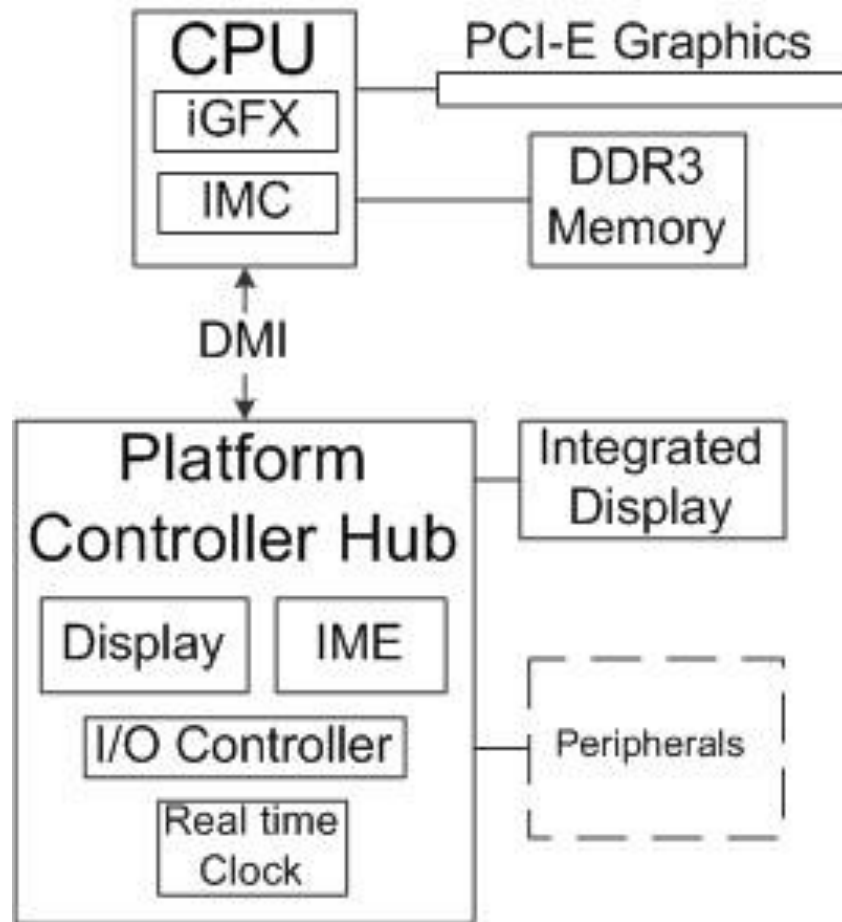 CPU
PCI-E Graphics
iGFX
IMC
DDR3
Memory
DMI
Platform
Controller Hub
Integrated
Display
Display
IME
I/O Controller
Peripherals
Real time
Clock